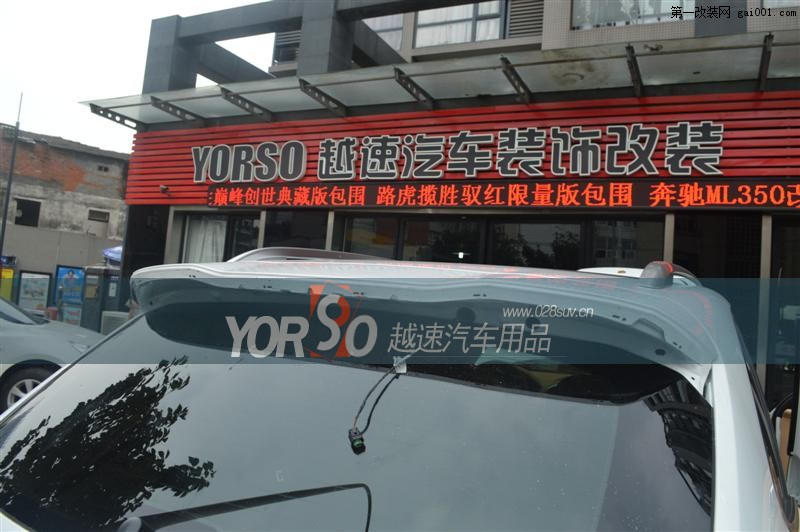 第一改装网 gai001.com
YORSO 越速汽车装饰改装
巅峰创世典藏版包围 路虎揽胜驭红限量版包围 奔驰ML350改
www.028suv.cn
YORSO 越速汽车用品